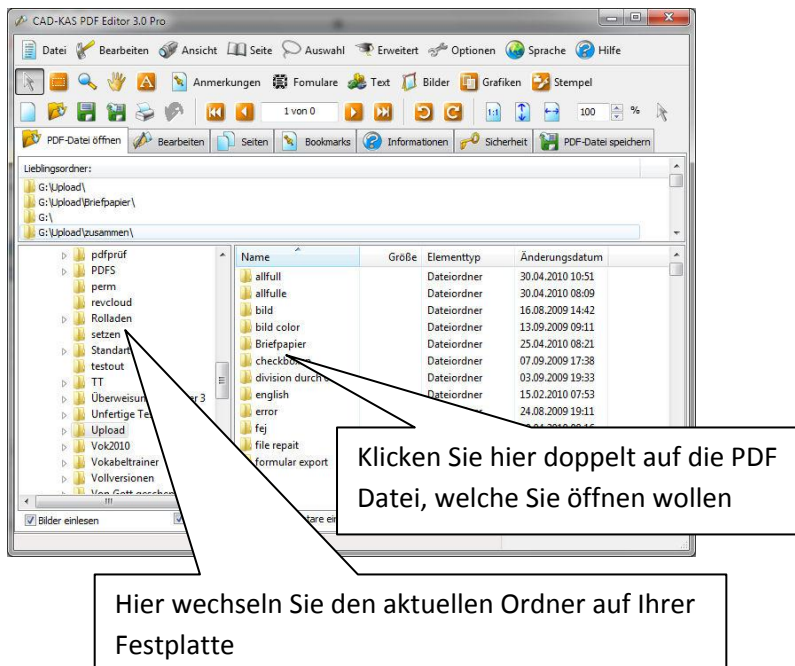 CAD-KAS PDF Editor 3.0 Pro
Datei Bearbeiten Ansicht Seite Auswahl Erweitert Optionen Sprache Hilfe
Anmerkungen Fomulare Text Bilder Grafiken Stempel
1 von 0 1:1 100 %
PDF-Datei öffnen Bearbeiten Seiten Bookmarks Informationen Sicherheit PDF-Datei speichern
Lieblingsordner:
G:\Upload\
G:\Upload\Briefpapier\
G:\
G:\Upload\zusammen\
pdfprüf
PDFS
perm
revcloud
Rolladen
setzen
Standart
testout
TT
Unfertige
Upload
Vok2010
Vokabeltrainer
Vollversionen
Von Gott
Name Größe Elementtyp Änderungsdatum
allfull Dateiordner 30.04.2010 10:51
allfulle Dateiordner 30.04.2010 08:09
bild Dateiordner 16.08.2009 14:42
bild color Dateiordner 13.09.2009 09:11
Briefpapier Dateiordner 25.04.2010 08:21
Dateiordner 07.09.2009 17:38
division durch Dateiordner 03.09.2009 19:33
english Dateiordner 15.02.2010 07:53
error 24.08.2009 19:11
fej
file repait
formular export
Bilder einlesen
Klicken Sie hier doppelt auf die PDF
Datei, welche Sie öffnen wollen
Hier wechseln Sie den aktuellen Ordner auf Ihrer
Festplatte